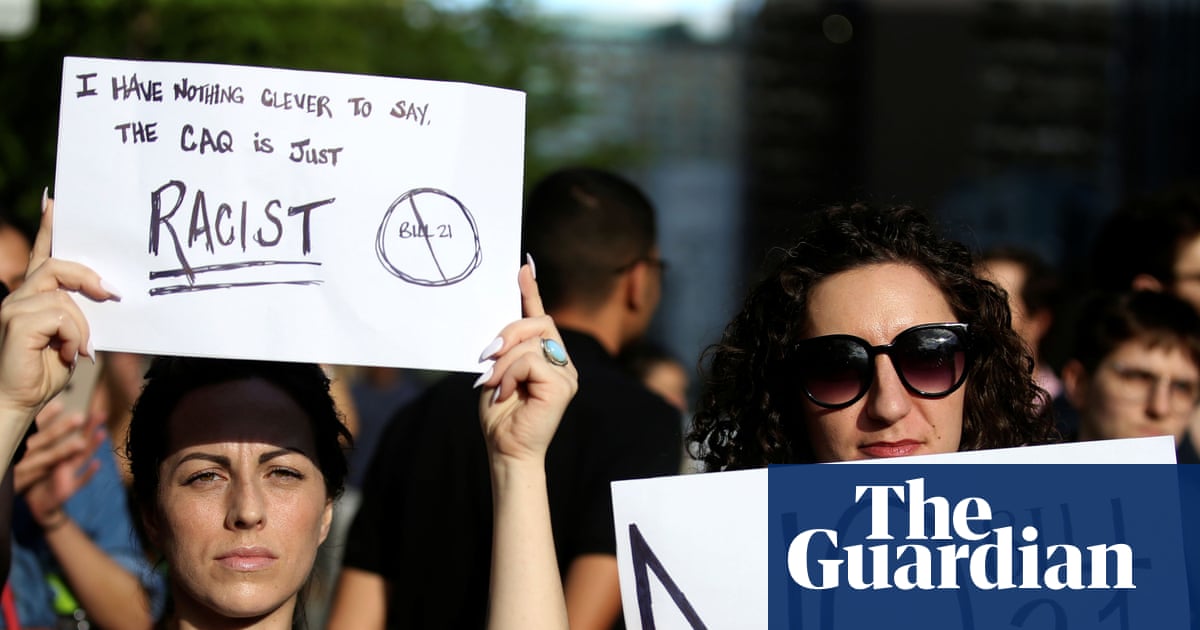 I HAVE NOTHING CLEVER TO SAY,
THE CAQ is JUST
RACIST
BILL 21
The
Guardian